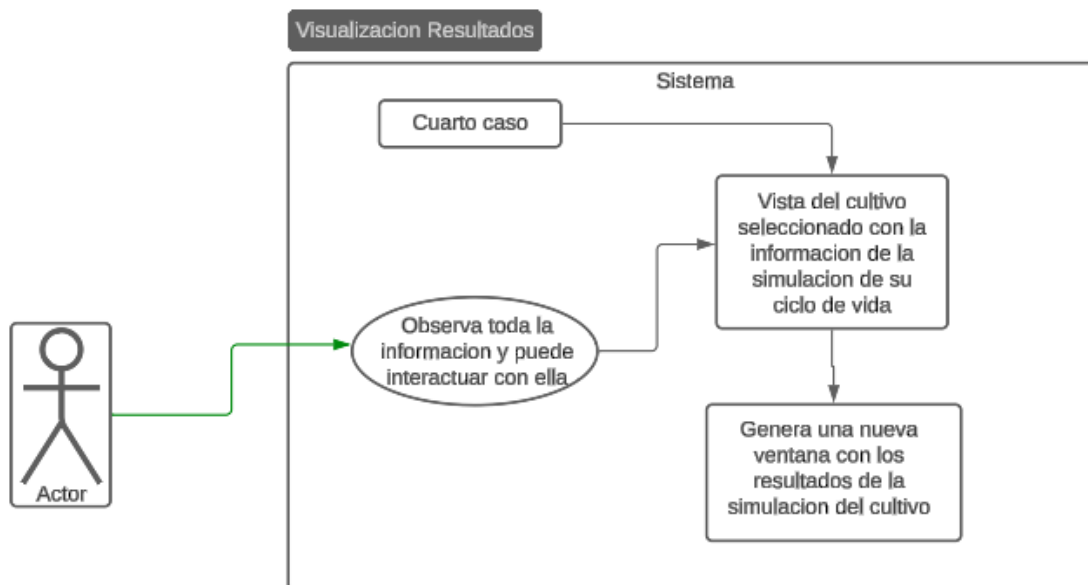 Visualizacion Resultados
Sistema
Cuarto caso
Vista del cultivo
seleccionado con la
informacion de la
simulacion de su
ciclo de vida
Observa toda la
informacion y puede
interactuar con ella
Actor
Genera una nueva
ventana con los
resultados de la
simulacion del cultivo